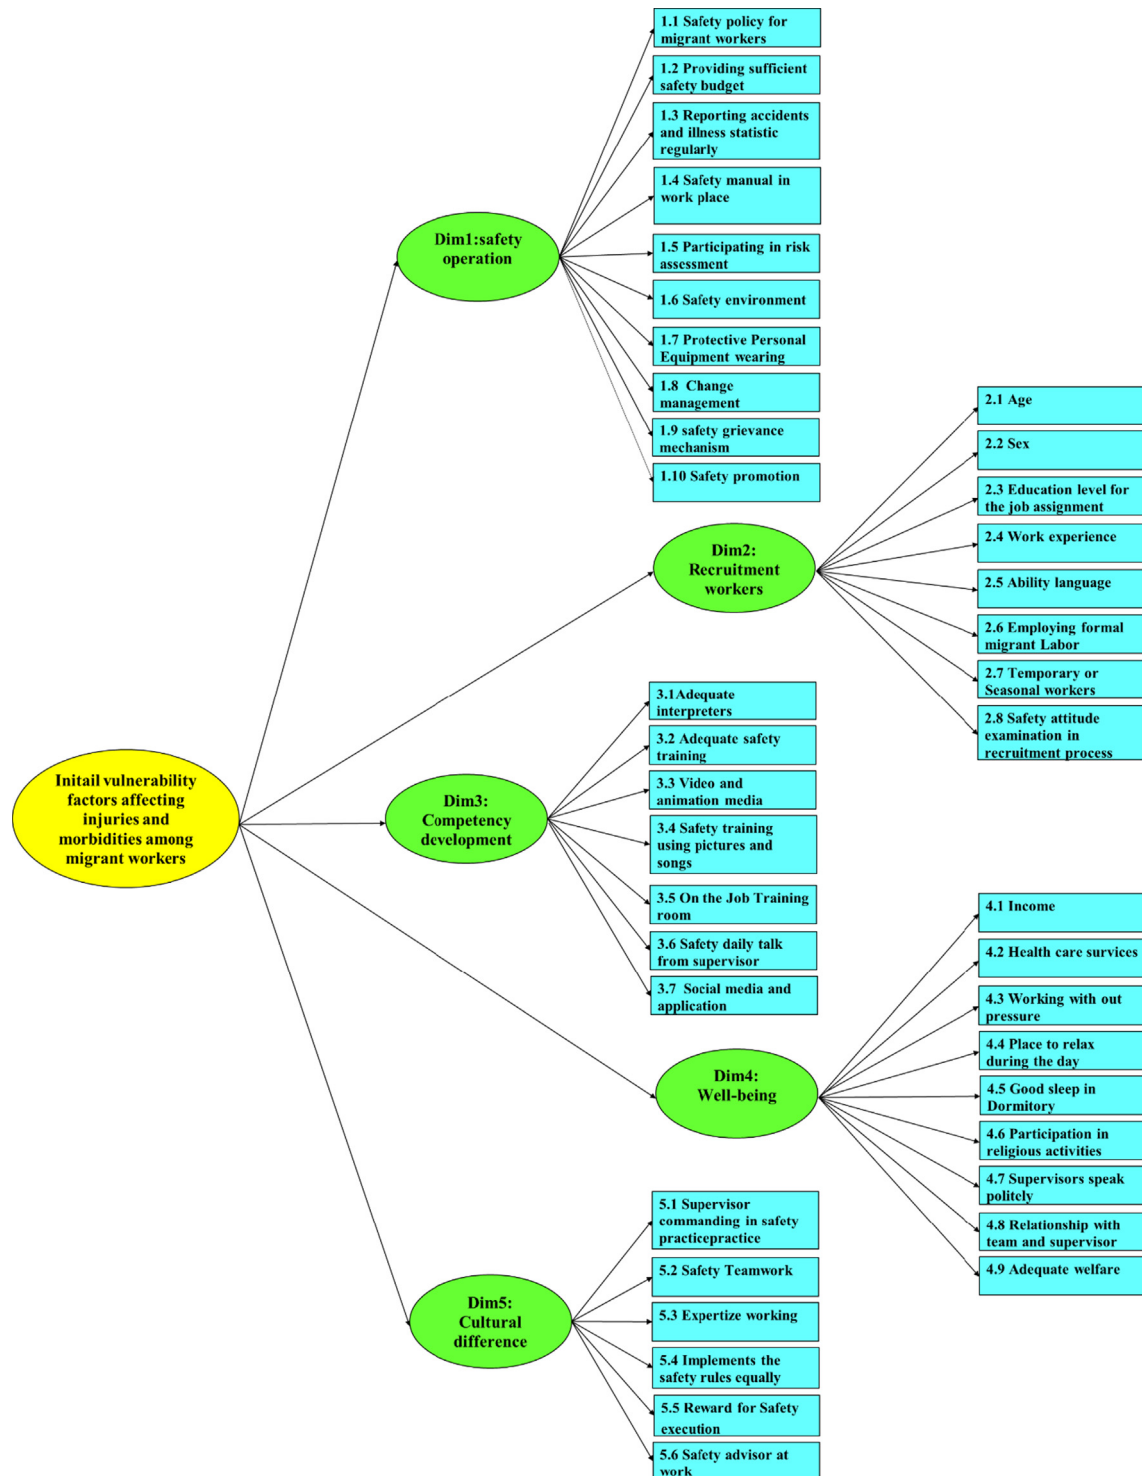 Initail vulnerability
factors affecting
injuries and
morbidities among
migrant workers
Dim1:safety
operation
1.1 Safety policy for
migrant workers
1.2 Providing sufficient
safety budget
1.3 Reporting accidents
and illness statistic
regularly
1.4 Safety manual in
work place
1.5 Participating in risk
assessment
1.6 Safety environment
1.7 Protective Personal
Equipment wearing
1.8 Change
management
1.9 safety grievance
mechanism
1.10 Safety promotion
Dim2:
Recruitment
workers
2.1 Age
2.2 Sex
2.3 Education level for
the job assignment
2.4 Work experience
2.5 Ability language
2.6 Employing formal
migrant Labor
2.7 Temporary or
Seasonal workers
2.8 Safety attitude
examination in
recruitment process
Dim3:
Competency
development
3.1Adequate
interpreters
3.2 Adequate safety
training
3.3 Video and
animation media
3.4 Safety training
using pictures and
songs
3.5 On the Job Training
room
3.6 Safety daily talk
from supervisor
3.7 Social media and
application
Dim4:
Well-being
4.1 Income
4.2 Health care survices
4.3 Working with out
pressure
4.4 Place to relax
during the day
4.5 Good sleep in
Dormitory
4.6 Participation in
religious activities
4.7 Supervisors speak
politely
4.8 Relationship with
team and supervisor
4.9 Adequate welfare
Dim5:
Cultural
difference
5.1 Supervisor
commanding in safety
practicepractice
5.2 Safety Teamwork
5.3 Expertize working
5.4 Implements the
safety rules equally
5.5 Reward for Safety
execution
5.6 Safety advisor at
work